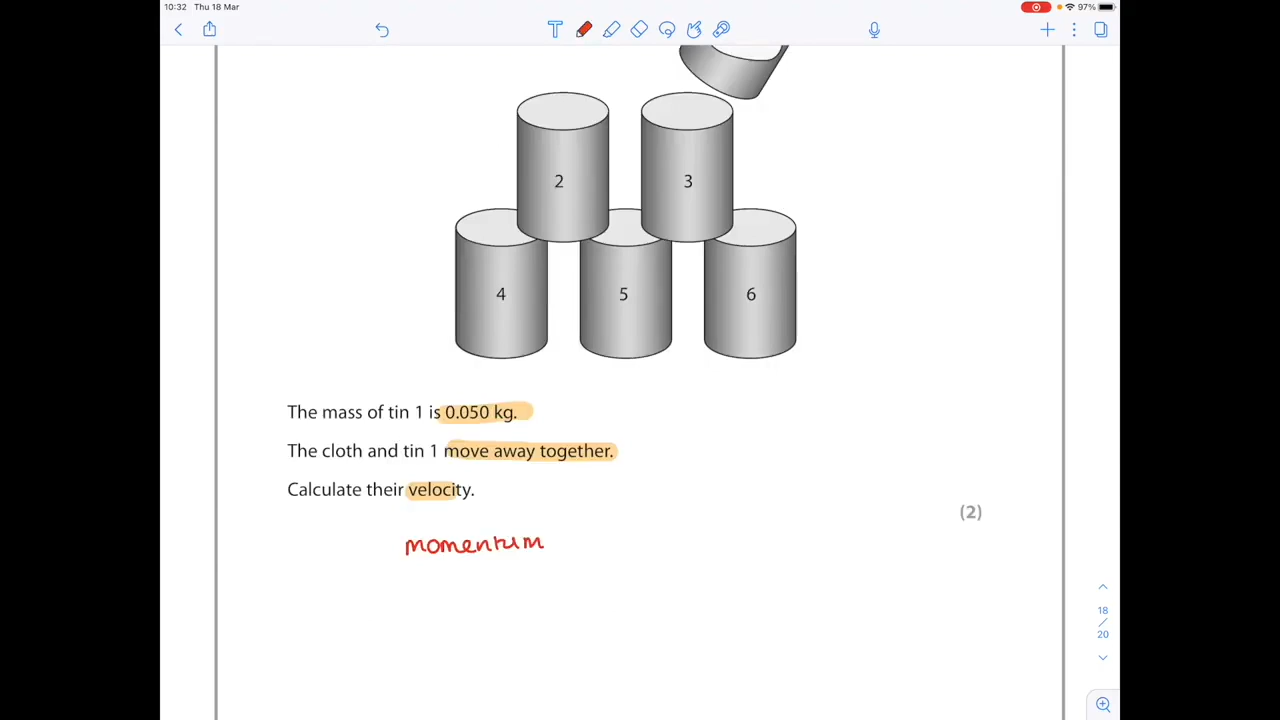 10:32 Thu 18 Mar
97%
T
2 3
4 5 6
The mass of tin 1 is 0.050 kg.
The cloth and tin 1 move away together.
Calculate their velocity.
(2)
momentum
18
/
20